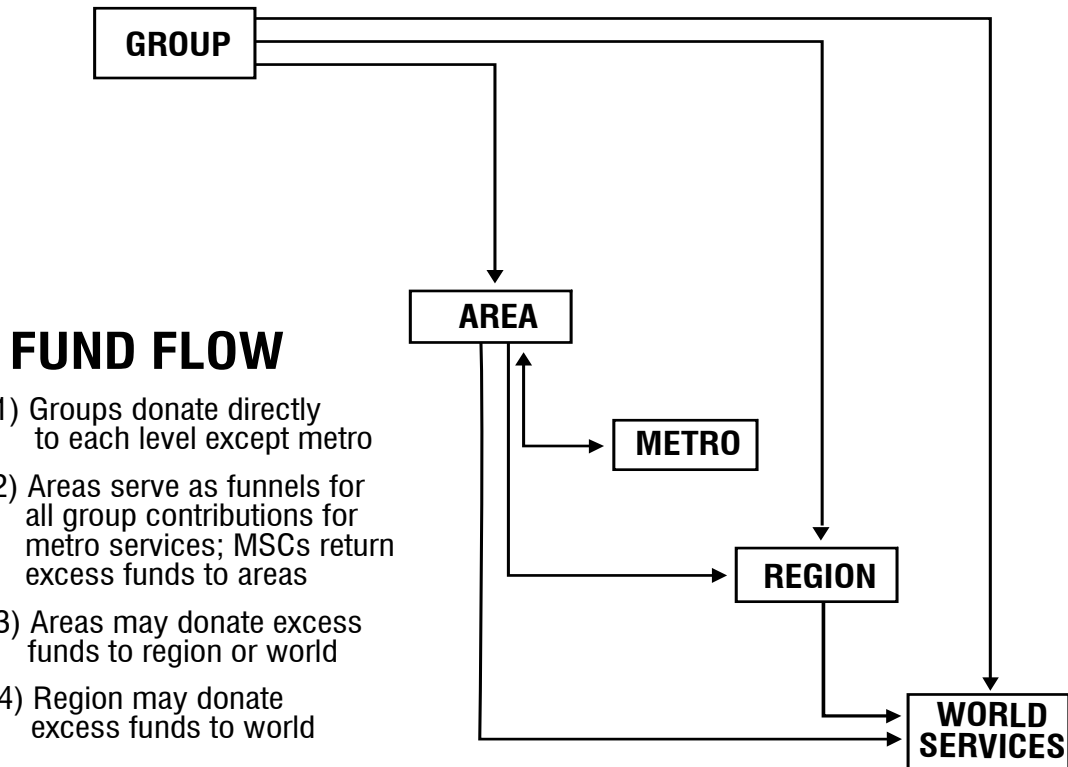 GROUP
AREA
FUND FLOW
1) Groups donate directly
to each level except metro
METRO
2) Areas serve as funnels for
all group contributions for
metro services; MSCs return
excess funds to areas
REGION
3) Areas may donate excess
funds to region or world
4) Region may donate
excess funds to world
WORLD
SERVICES